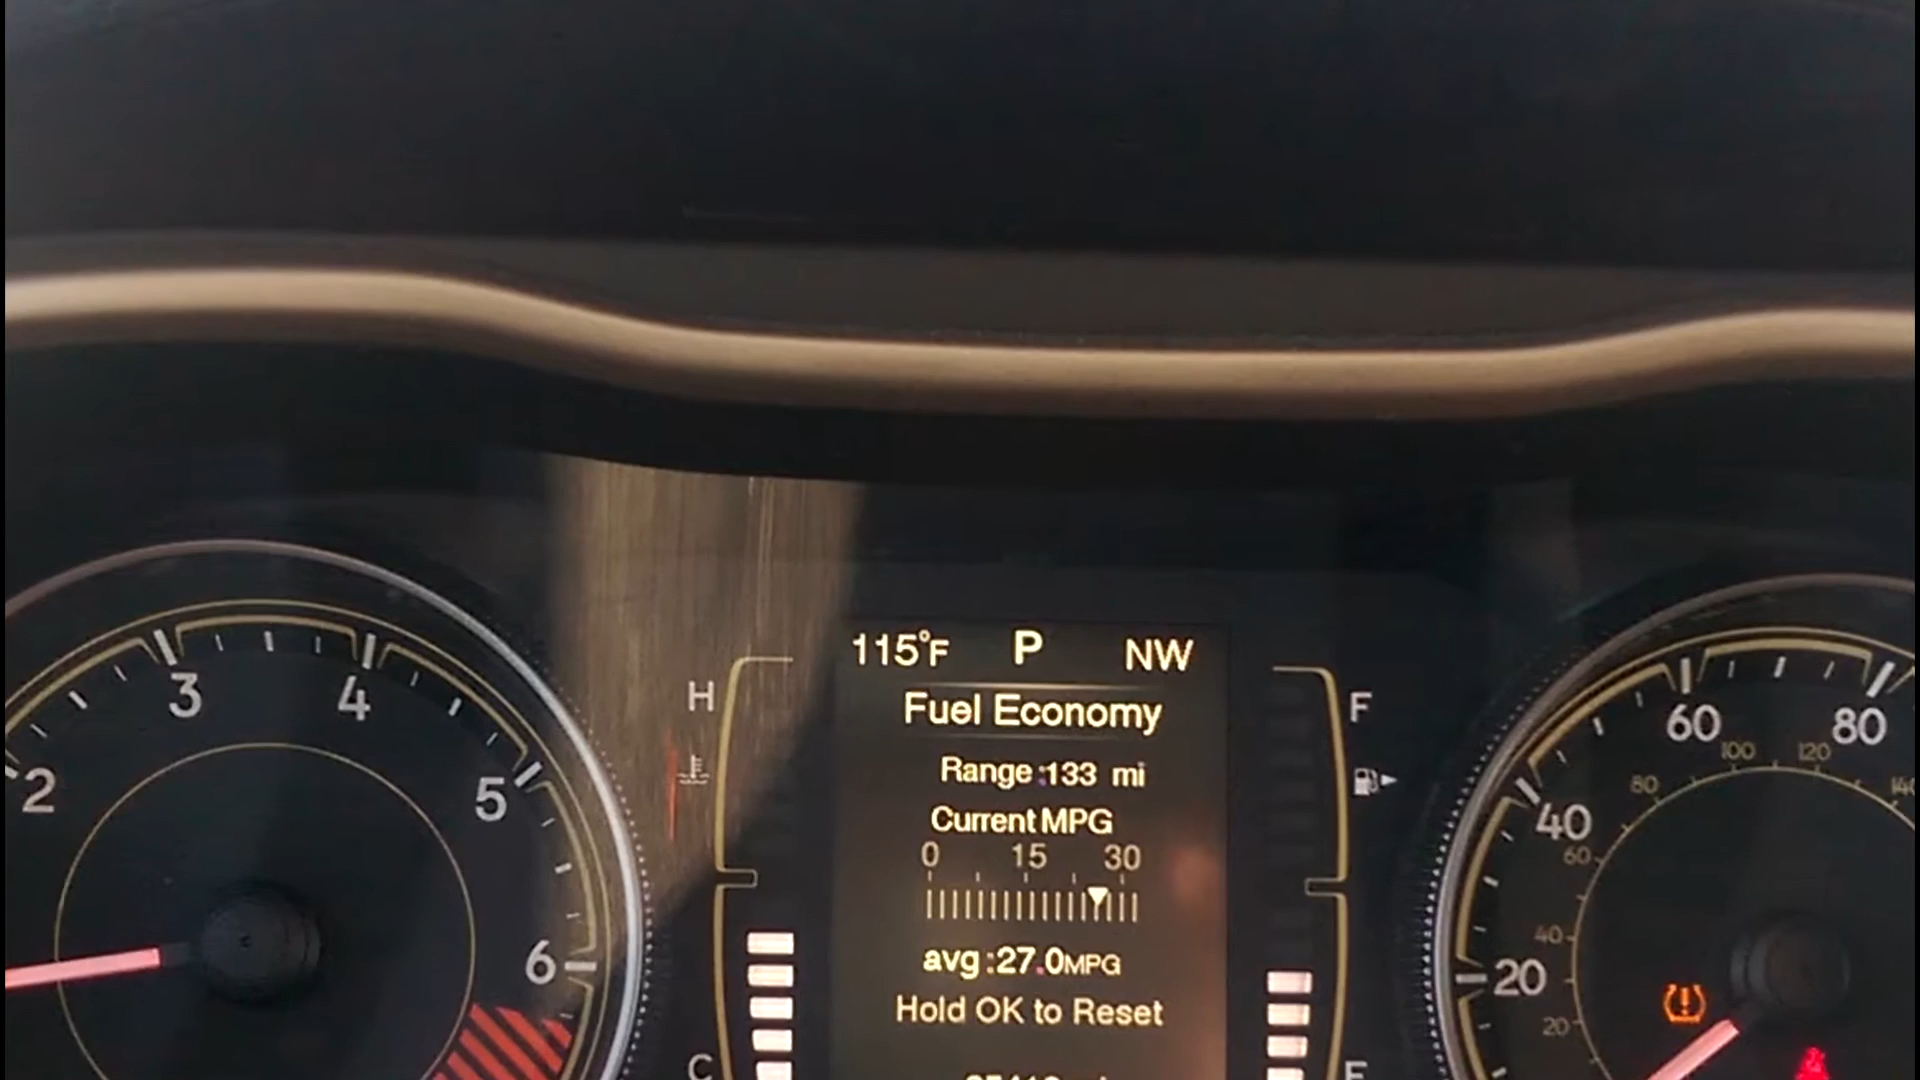 115°F P NW
Fuel Economy
Range:133 mi
Current MPG
0 15 30
avg:27.0MPG
Hold OK to Reset
H
C
F
2 3 4 5 6
20 40 60 80
20 40 60 80 100 120